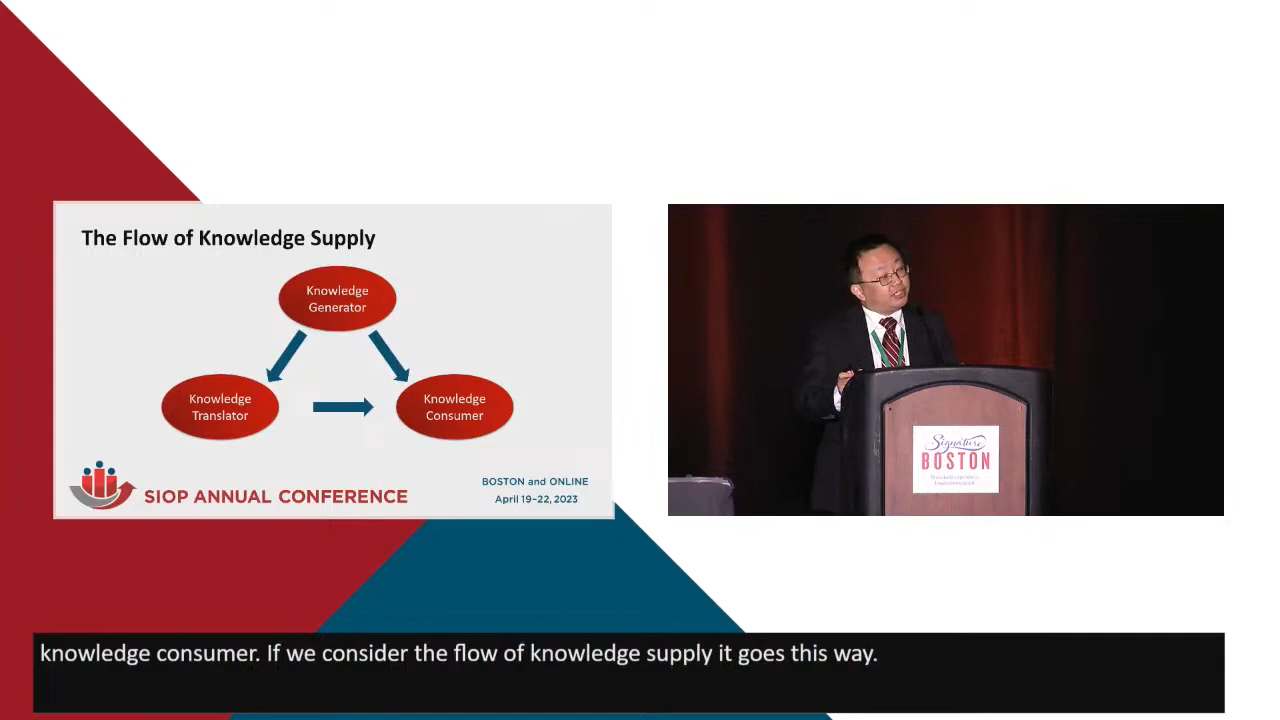 The Flow of Knowledge Supply
Knowledge
Generator
Knowledge
Translator
Knowledge
Consumer
SIOP ANNUAL CONFERENCE
BOSTON and ONLINE
April 19–22, 2023
Signature
BOSTON
knowledge consumer. If we consider the flow of knowledge supply it goes this way.